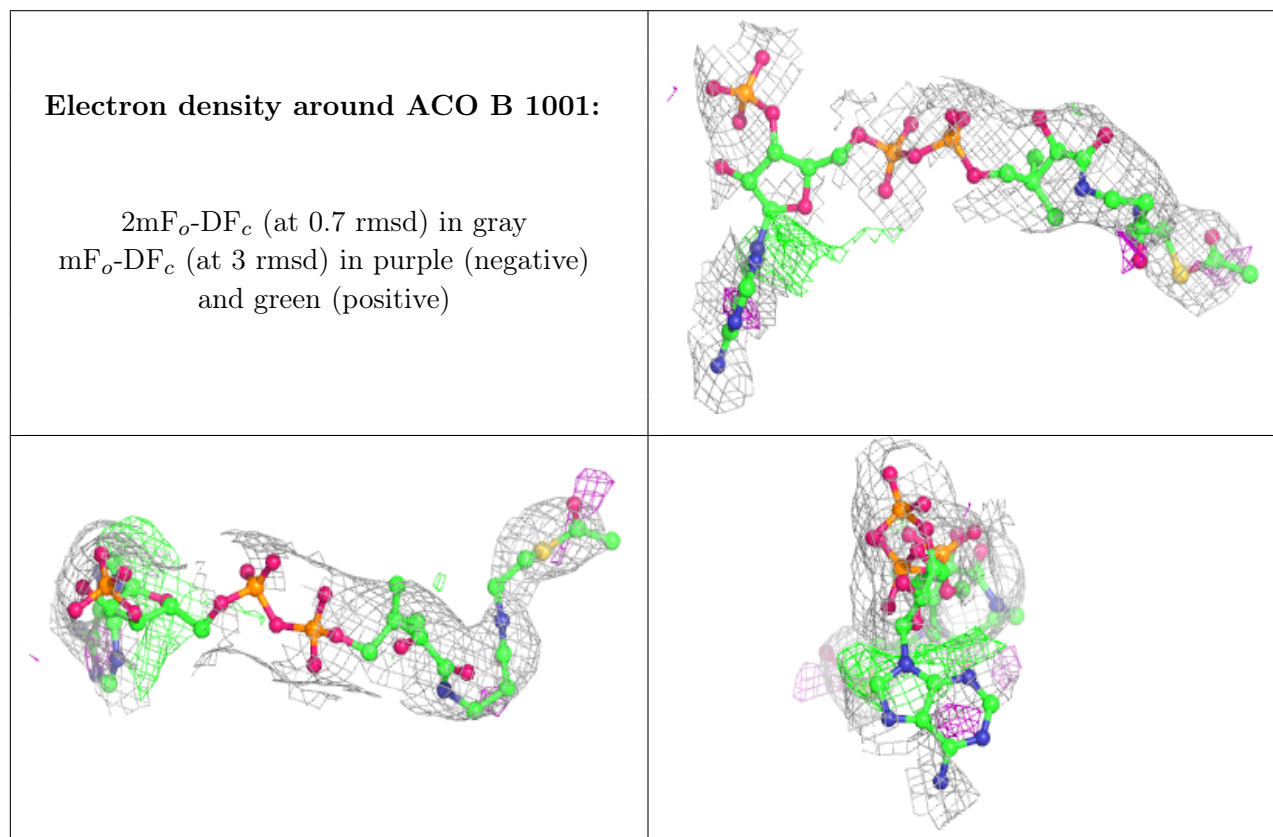 Electron density around ACO B 1001:
2mFₒ-DF𝒸 (at 0.7 rmsd) in gray
mFₒ-DF𝒸 (at 3 rmsd) in purple (negative)
and green (positive)